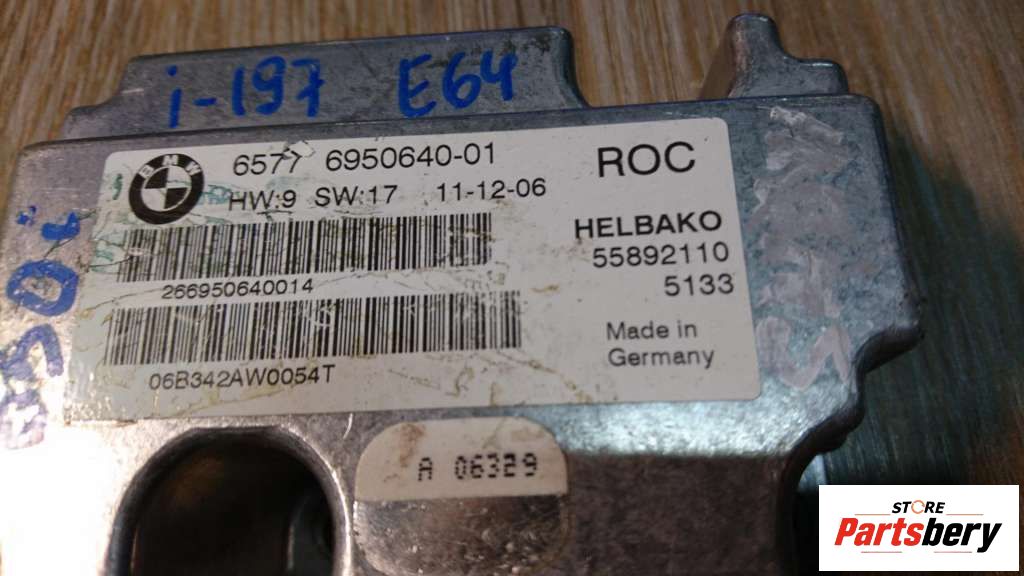 i-197 E64
BMW
6577 6950640-01
ROC
HW:9 SW:17 11-12-06
HELBAKO
55892110
5133
266950640014
Made in
Germany
06B342AW0054T
A 06329
STORE
Partsbery